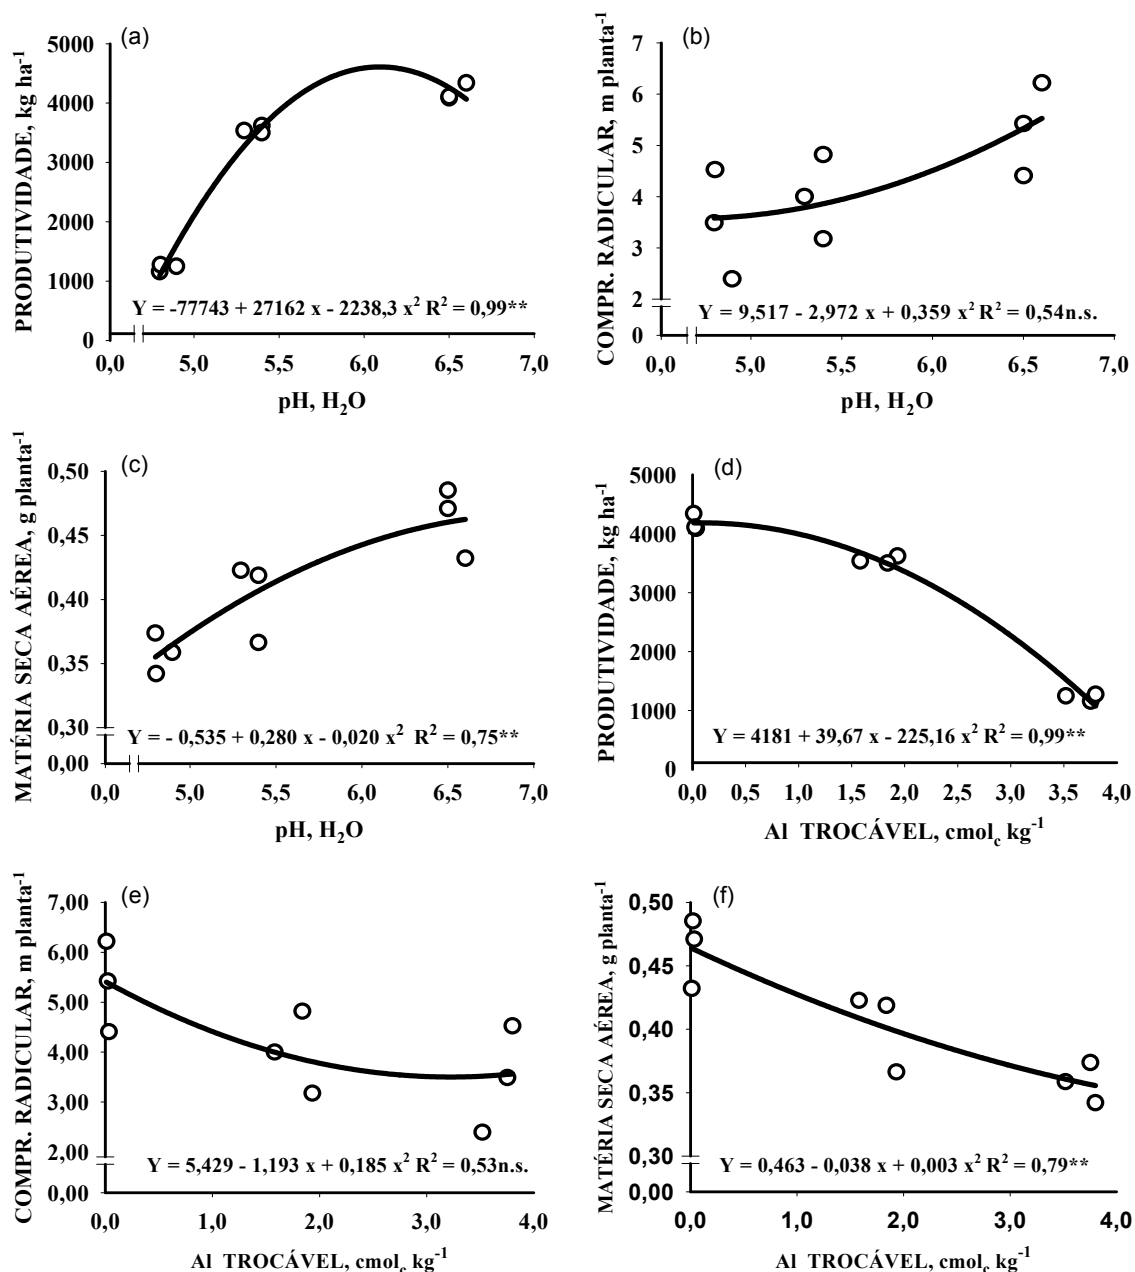 (a)
PRODUTIVIDADE, kg ha⁻¹
5000
4000
3000
2000
1000
0
Y = -77743 + 27162 x - 2238,3 x² R² = 0,99**
0,0 5,0 5,5 6,0 6,5 7,0
pH, H₂O
(b)
COMPR. RADICULAR, m planta⁻¹
7
6
5
4
3
2
0
Y = 9,517 - 2,972 x + 0,359 x² R² = 0,54n.s.
0,0 5,0 5,5 6,0 6,5 7,0
pH, H₂O
(c)
MATÉRIA SECA AÉREA, g planta⁻¹
0,50
0,45
0,40
0,35
0,30
0,00
Y = - 0,535 + 0,280 x - 0,020 x² R² = 0,75**
0,0 5,0 5,5 6,0 6,5 7,0
pH, H₂O
(d)
PRODUTIVIDADE, kg ha⁻¹
5000
4000
3000
2000
1000
0
Y = 4181 + 39,67 x - 225,16 x² R² = 0,99**
0,0 0,5 1,0 1,5 2,0 2,5 3,0 3,5 4,0
Al TROCÁVEL, cmol꜀ kg⁻¹
(e)
COMPR. RADICULAR, m planta⁻¹
7,00
6,00
5,00
4,00
3,00
2,00
0,00
Y = 5,429 - 1,193 x + 0,185 x² R² = 0,53n.s.
0,0 1,0 2,0 3,0 4,0
Al TROCÁVEL, cmol꜀ kg⁻¹
(f)
MATÉRIA SECA AÉREA, g planta⁻¹
0,50
0,45
0,40
0,35
0,30
0,00
Y = 0,463 - 0,038 x + 0,003 x² R² = 0,79**
0,0 1,0 2,0 3,0 4,0
Al TROCÁVEL, cmol꜀ kg⁻¹